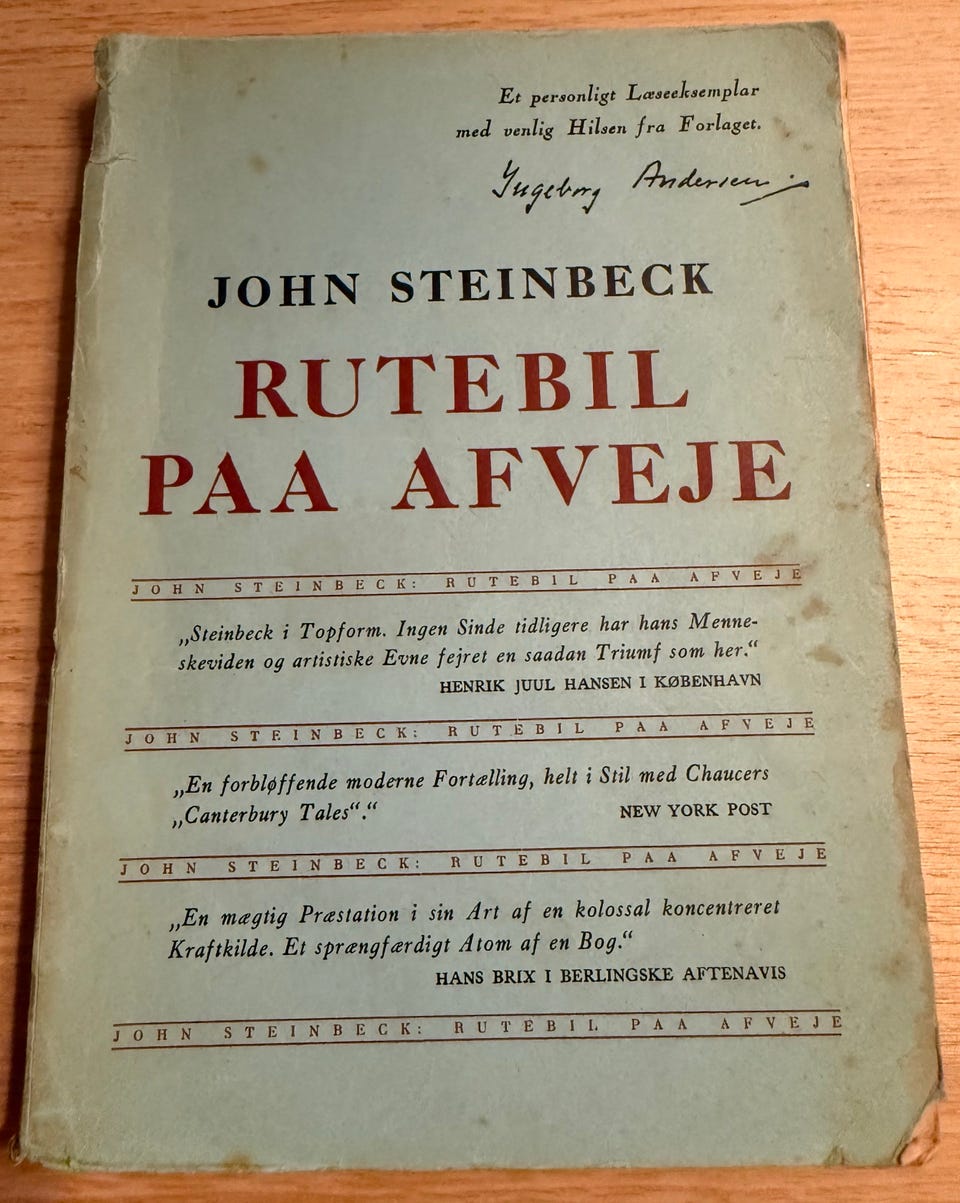 Et personligt Læseeksemplar
med venlig Hilsen fra Forlaget.
Ingeborg Andersen
JOHN STEINBECK
RUTEBIL
PAA AFVEJE
JOHN STEINBECK: RUTEBIL PAA AFVEJE
„Steinbeck i Topform. Ingen Sinde tidligere har hans Menne-
skeviden og artistiske Evne fejret en saadan Triumf som her.“
HENRIK JUUL HANSEN I KØBENHAVN
JOHN STEINBECK: RUTEBIL PAA AFVEJE
„En forbløffende moderne Fortælling, helt i Stil med Chaucers
„Canterbury Tales“.“ NEW YORK POST
JOHN STEINBECK: RUTEBIL PAA AFVEJE
„En mægtig Præstation i sin Art af en kolossal koncentreret
Kraftkilde. Et sprængfærdigt Atom af en Bog.“
HANS BRIX I BERLINGSKE AFTENAVIS
JOHN STEINBECK: RUTEBIL PAA AFVEJE